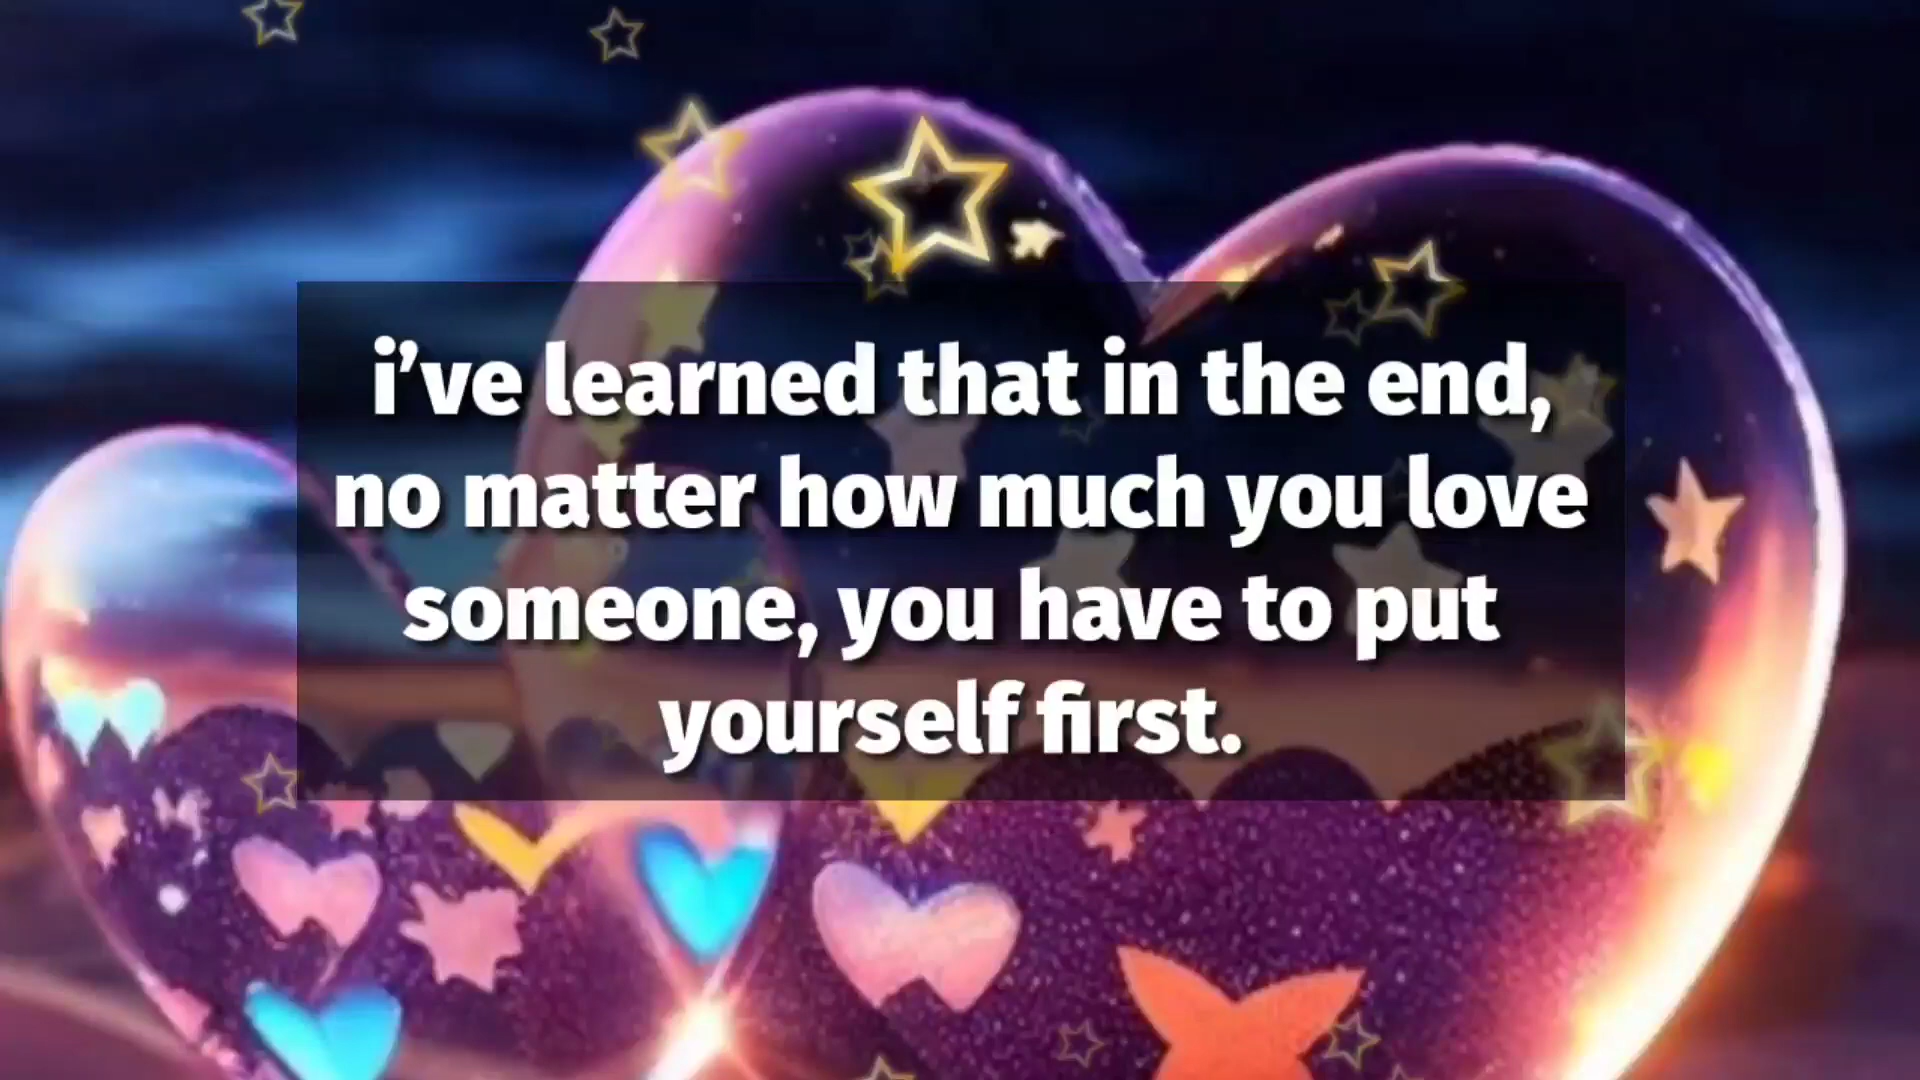 i’ve learned that in the end,
no matter how much you love
someone, you have to put
yourself first.